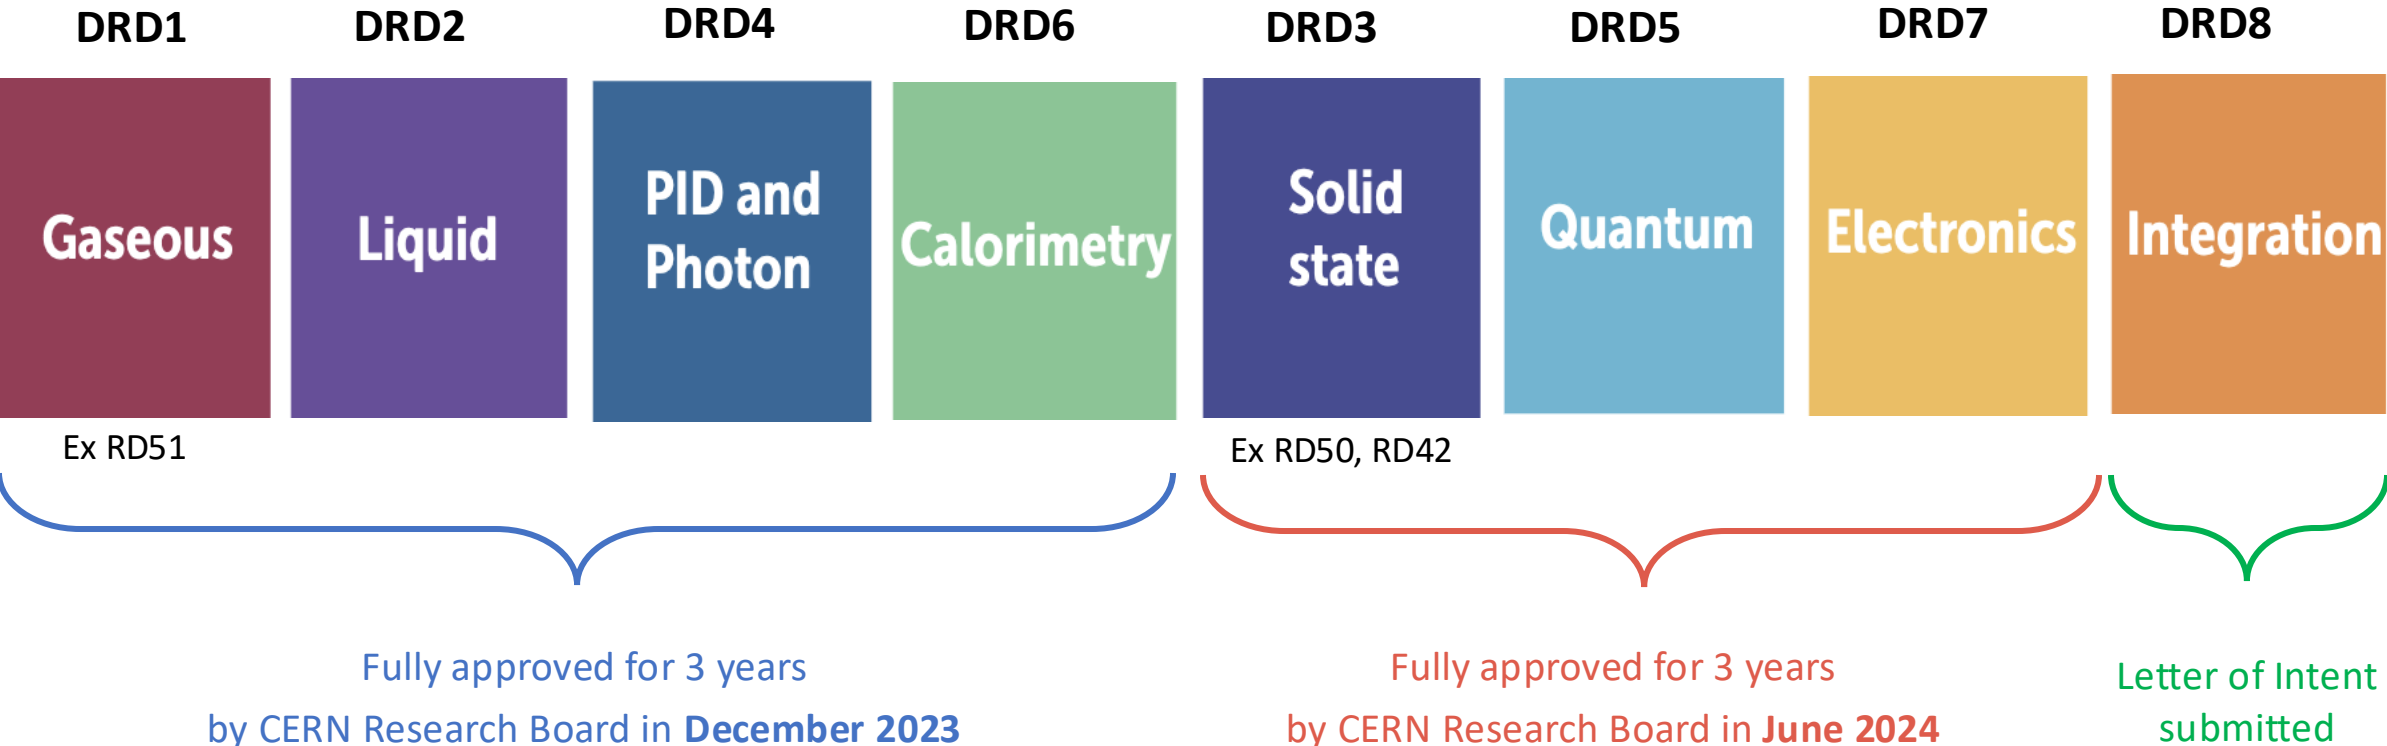 DRD1
DRD2
DRD4
DRD6
DRD3
DRD5
DRD7
DRD8
Gaseous
Liquid
PID and
Photon
Calorimetry
Solid
state
Quantum
Electronics
Integration
Ex RD51
Ex RD50, RD42
Fully approved for 3 years
by CERN Research Board in December 2023
Fully approved for 3 years
by CERN Research Board in June 2024
Letter of Intent
submitted